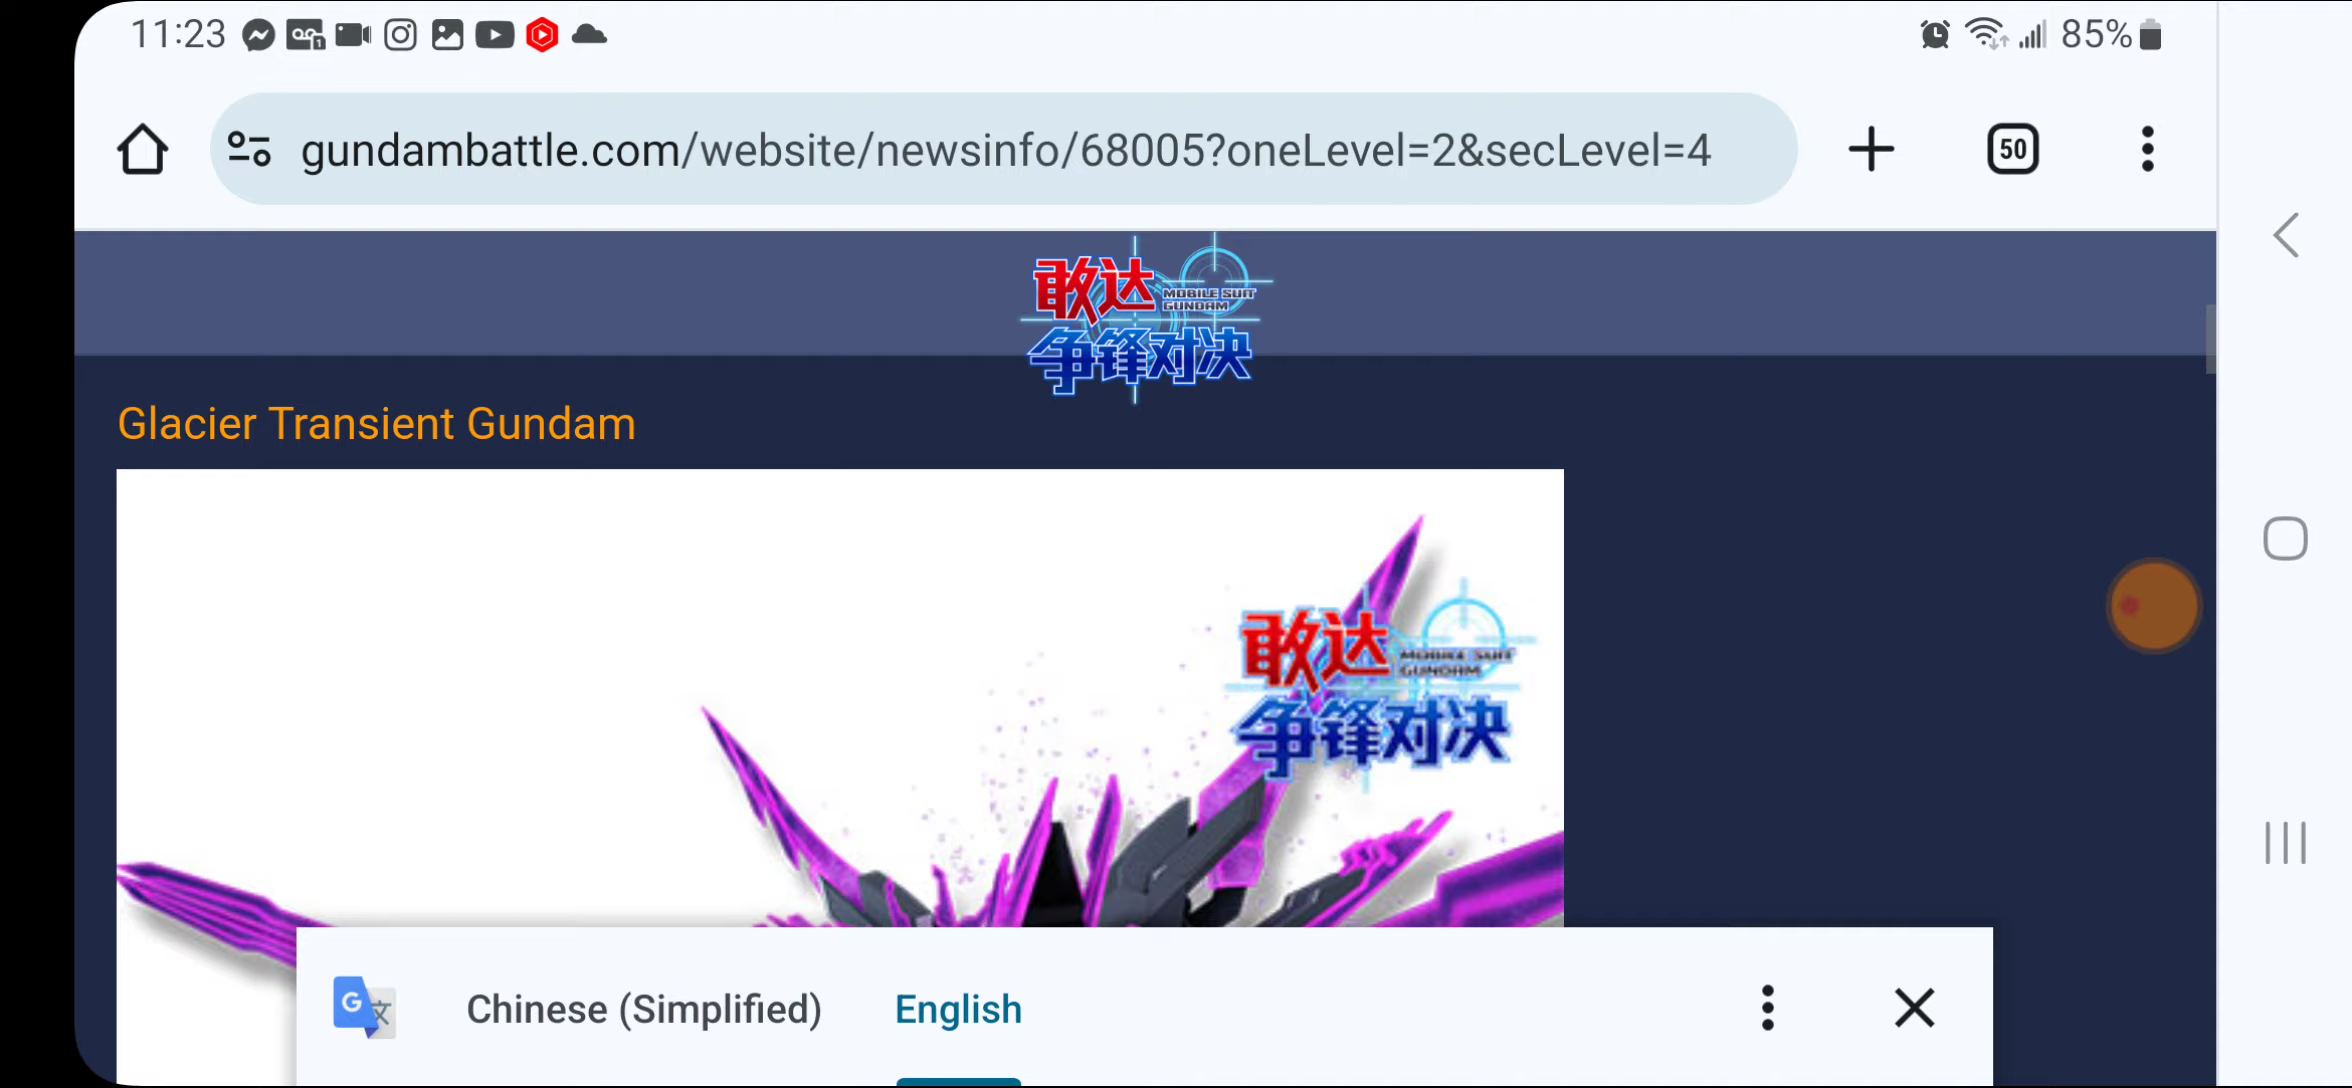 11:23
85%
gundambattle.com/website/newsinfo/68005?oneLevel=2&secLevel=4
50
敢达
MOBILE SUIT
GUNDAM
争锋对决
Glacier Transient Gundam
敢达
MOBILE SUIT
GUNDAM
争锋对决
G
文
Chinese (Simplified)
English